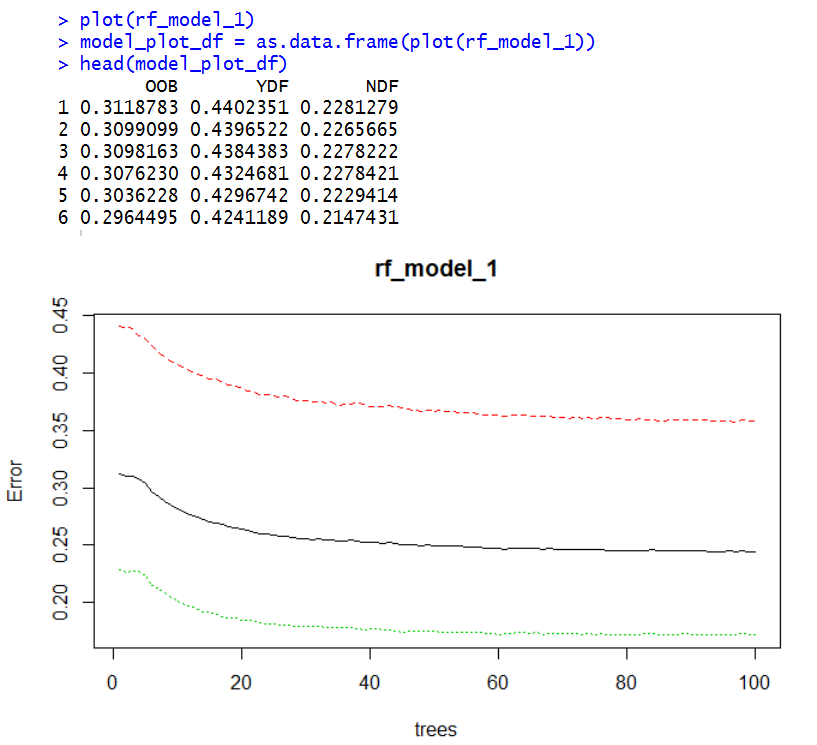 > plot(rf_model_1)
> model_plot_df = as.data.frame(plot(rf_model_1))
> head(model_plot_df)
OOB YDF NDF
1 0.3118783 0.4402351 0.2281279
2 0.3099099 0.4396522 0.2265665
3 0.3098163 0.4384383 0.2278222
4 0.3076230 0.4324681 0.2278421
5 0.3036228 0.4296742 0.2229414
6 0.2964495 0.4241189 0.2147431
rf_model_1
0.45
0.40
0.35
0.30
0.25
0.20
Error
0 20 40 60 80 100
trees